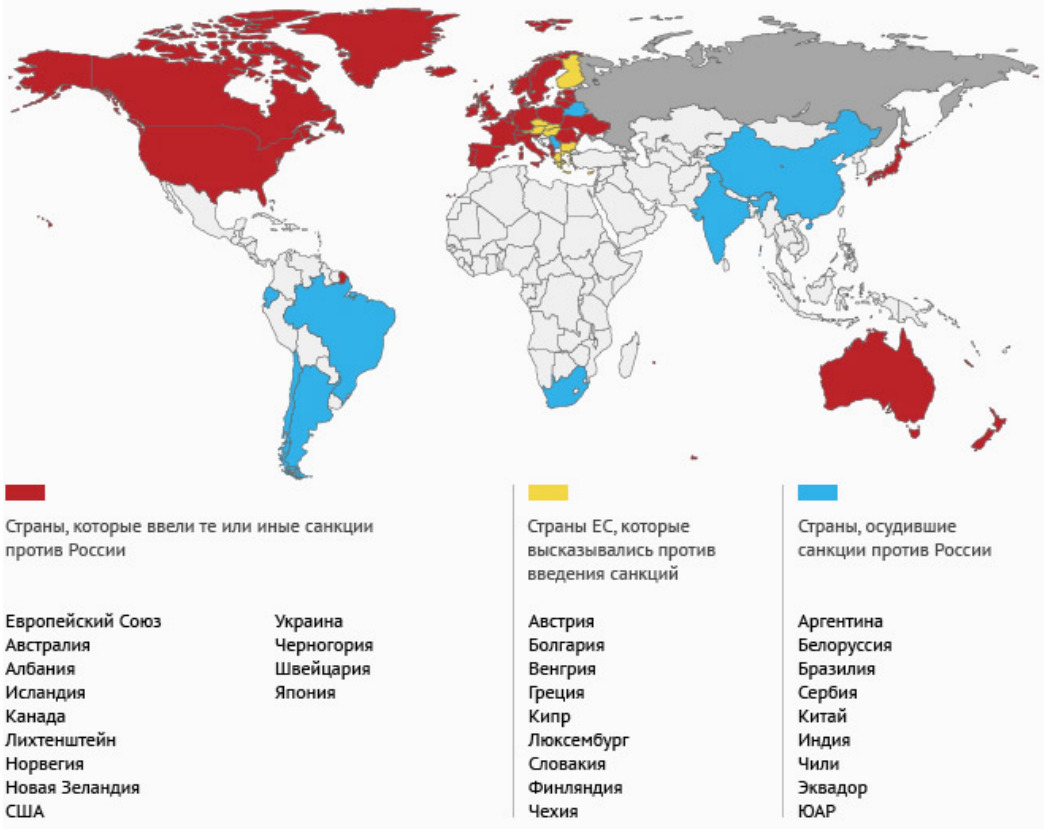 Страны, которые ввели те или иные санкции
против России
Европейский Союз
Австралия
Албания
Исландия
Канада
Лихтенштейн
Норвегия
Новая Зеландия
США
Украина
Черногория
Швейцария
Япония
Страны ЕС, которые
высказывались против
введения санкций
Австрия
Болгария
Венгрия
Греция
Кипр
Люксембург
Словакия
Финляндия
Чехия
Страны, осудившие
санкции против России
Аргентина
Белоруссия
Бразилия
Сербия
Китай
Индия
Чили
Эквадор
ЮАР